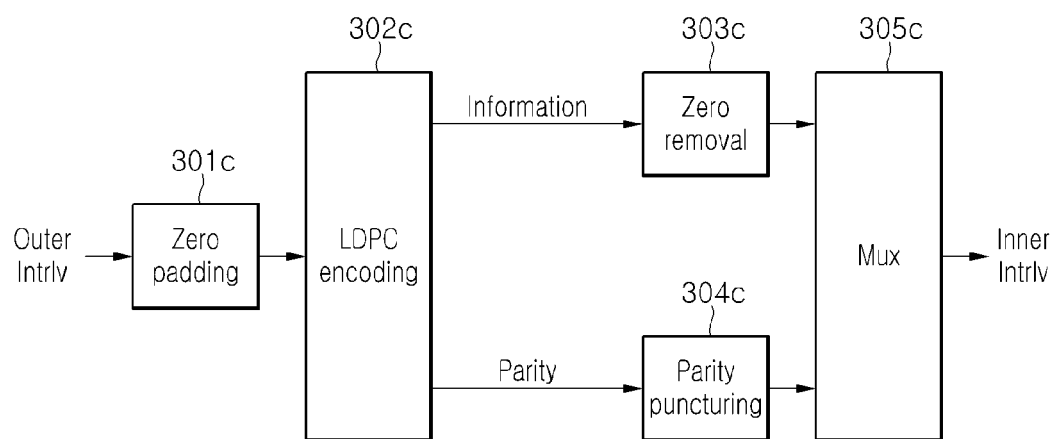 302c
303c
305c
Information
Zero
removal
301c
Outer
Intrlv
Zero
padding
LDPC
encoding
Mux
Inner
Intrlv
304c
Parity
Parity
puncturing